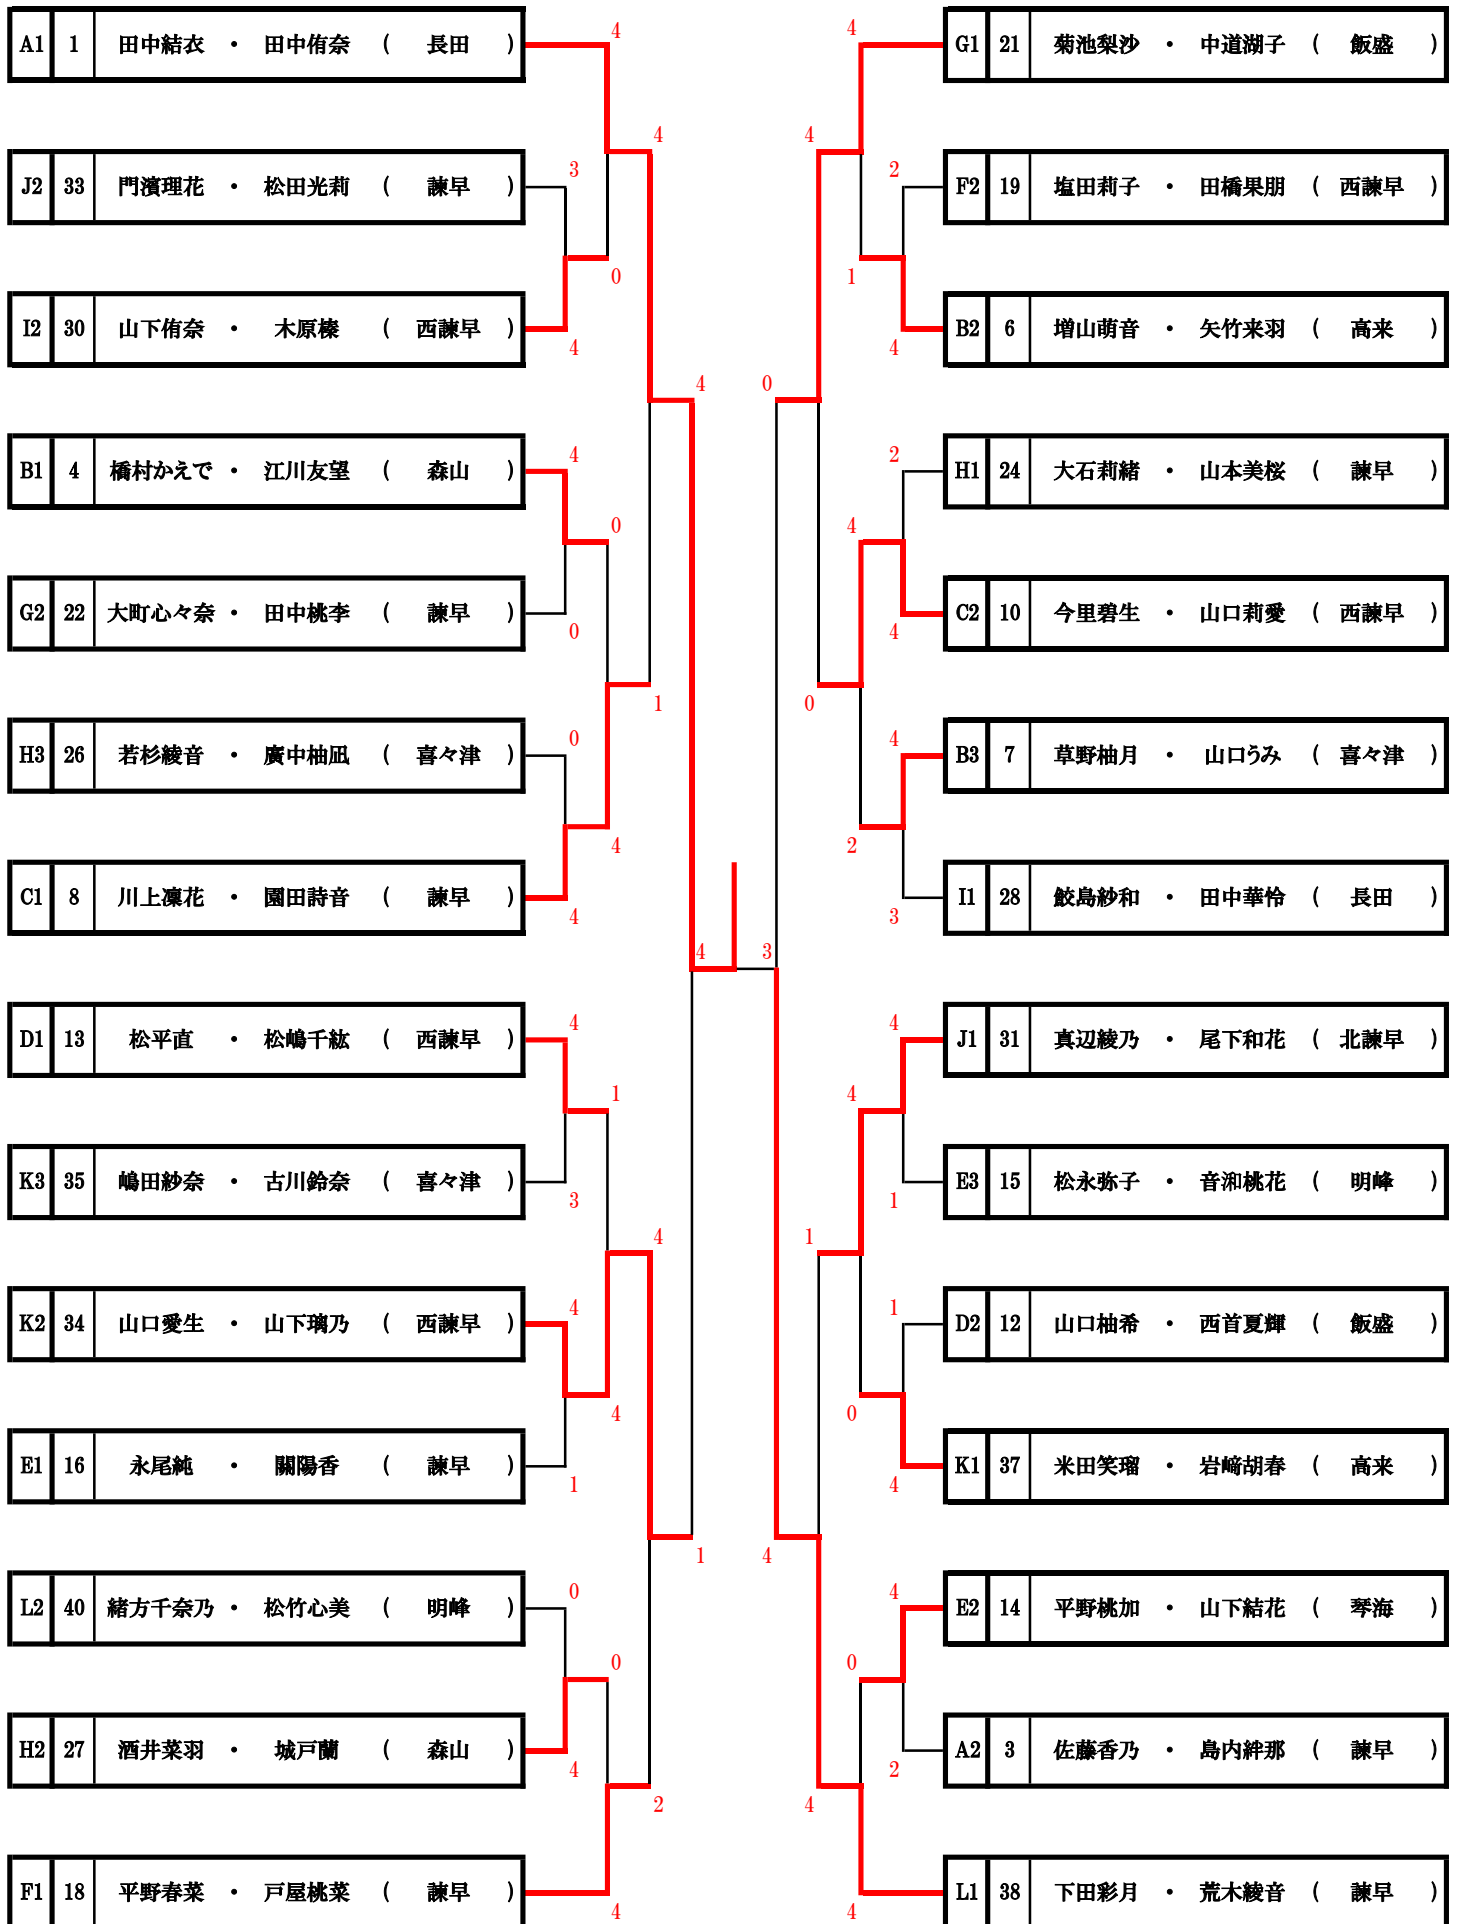 A1 1 田中結衣 ・ 田中侑奈 ( 長田 )
J2 33 門濱理花 ・ 松田光莉 ( 諫早 )
I2 30 山下侑奈 ・ 木原榛 ( 西諫早 )
B1 4 橋村かえで ・ 江川友望 ( 森山 )
G2 22 大町心々奈 ・ 田中桃李 ( 諫早 )
H3 26 若杉綾音 ・ 廣中柚凪 ( 喜々津 )
C1 8 川上凜花 ・ 園田詩音 ( 諫早 )
D1 13 松平直 ・ 松嶋千紘 ( 西諫早 )
K3 35 嶋田紗奈 ・ 古川鈴奈 ( 喜々津 )
K2 34 山口愛生 ・ 山下璃乃 ( 西諫早 )
E1 16 永尾純 ・ 關陽香 ( 諫早 )
L2 40 緒方千奈乃 ・ 松竹心美 ( 明峰 )
H2 27 酒井菜羽 ・ 城戸蘭 ( 森山 )
F1 18 平野春菜 ・ 戸屋桃菜 ( 諫早 )
4
3
0
4
4
0
0
0
4
4
3
4
1
4
1
0
4
4
4
0
1
4
4
1
2
4
1
4
3
0
4
4
0
1
4
4
1
2
4
4
2
4
3
4
4
1
0
1
4
0
4
2
4
G1 21 菊池梨沙 ・ 中道湖子 ( 飯盛 )
F2 19 塩田莉子 ・ 田橋果朋 ( 西諫早 )
B2 6 増山萌音 ・ 矢竹来羽 ( 高来 )
H1 24 大石莉緒 ・ 山本美桜 ( 諫早 )
C2 10 今里碧生 ・ 山口莉愛 ( 西諫早 )
B3 7 草野柚月 ・ 山口うみ ( 喜々津 )
I1 28 鮫島紗和 ・ 田中華怜 ( 長田 )
J1 31 真辺綾乃 ・ 尾下和花 ( 北諫早 )
E3 15 松永弥子 ・ 音和桃花 ( 明峰 )
D2 12 山口柚希 ・ 西首夏輝 ( 飯盛 )
K1 37 米田笑瑠 ・ 岩﨑胡春 ( 高来 )
E2 14 平野桃加 ・ 山下結花 ( 琴海 )
A2 3 佐藤香乃 ・ 島内絆那 ( 諫早 )
L1 38 下田彩月 ・ 荒木綾音 ( 諫早 )